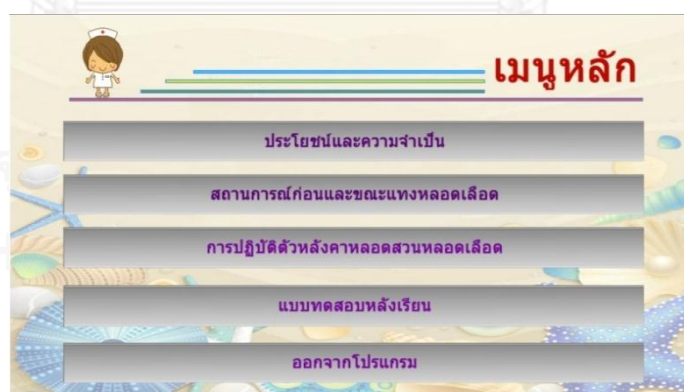 เมนูหลัก
ประโยชน์และความจำเป็น
สถานการณ์ก่อนและขณะแทงหลอดเลือด
การปฏิบัติตัวหลังคาหลอดสวนหลอดเลือด
แบบทดสอบหลังเรียน
ออกจากโปรแกรม